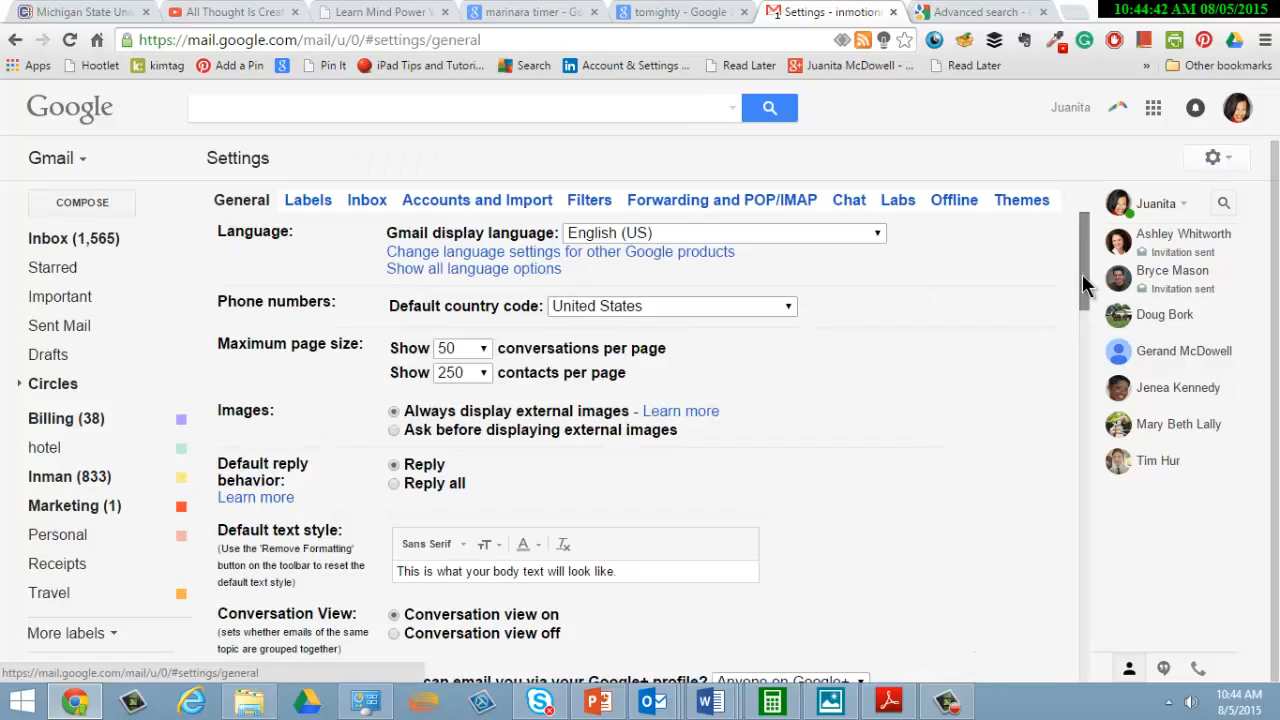 Michigan State Uni
All Thought Is Creat
Learn Mind Power V
marinara timer - Goo
tomighty - Google S
Settings - inmotioni
Advanced search - G
10:44:42 AM 08/05/2015
https://mail.google.com/mail/u/0/#settings/general
Apps
Hootlet
kimtag
Add a Pin
Pin It
iPad Tips and Tutori...
Search
Account & Settings ...
Read Later
Juanita McDowell - ...
Read Later
»
Other bookmarks
Google
Juanita
Gmail
Settings
COMPOSE
Inbox (1,565)
Starred
Important
Sent Mail
Drafts
Circles
Billing (38)
hotel
Inman (833)
Marketing (1)
Personal
Receipts
Travel
More labels
General Labels Inbox Accounts and Import Filters Forwarding and POP/IMAP Chat Labs Offline Themes
Language:
Gmail display language: English (US)
Change language settings for other Google products
Show all language options
Phone numbers:
Default country code: United States
Maximum page size:
Show 50 conversations per page
Show 250 contacts per page
Images:
Always display external images - Learn more
Ask before displaying external images
Default reply
behavior:
Learn more
Reply
Reply all
Default text style:
(Use the 'Remove Formatting'
button on the toolbar to reset the
default text style)
Sans Serif
This is what your body text will look like.
Conversation View:
(sets whether emails of the same
topic are grouped together)
Conversation view on
Conversation view off
can email you via your Google+ profile? Anyone on Google+
Juanita
Ashley Whitworth
Invitation sent
Bryce Mason
Invitation sent
Doug Bork
Gerand McDowell
Jenea Kennedy
Mary Beth Lally
Tim Hur
https://mail.google.com/mail/u/0/#settings/general
10:44 AM
8/5/2015